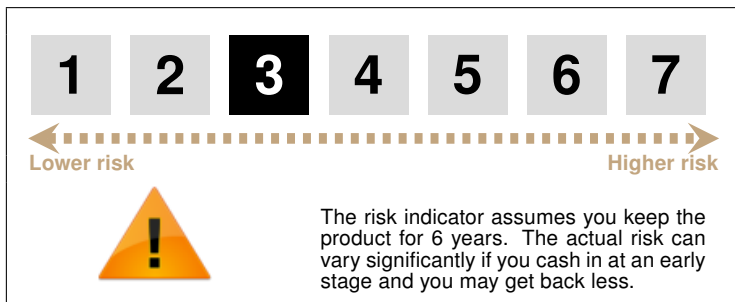 1 2 3 4 5 6 7
Lower risk Higher risk
!
The risk indicator assumes you keep the
product for 6 years. The actual risk can
vary significantly if you cash in at an early
stage and you may get back less.